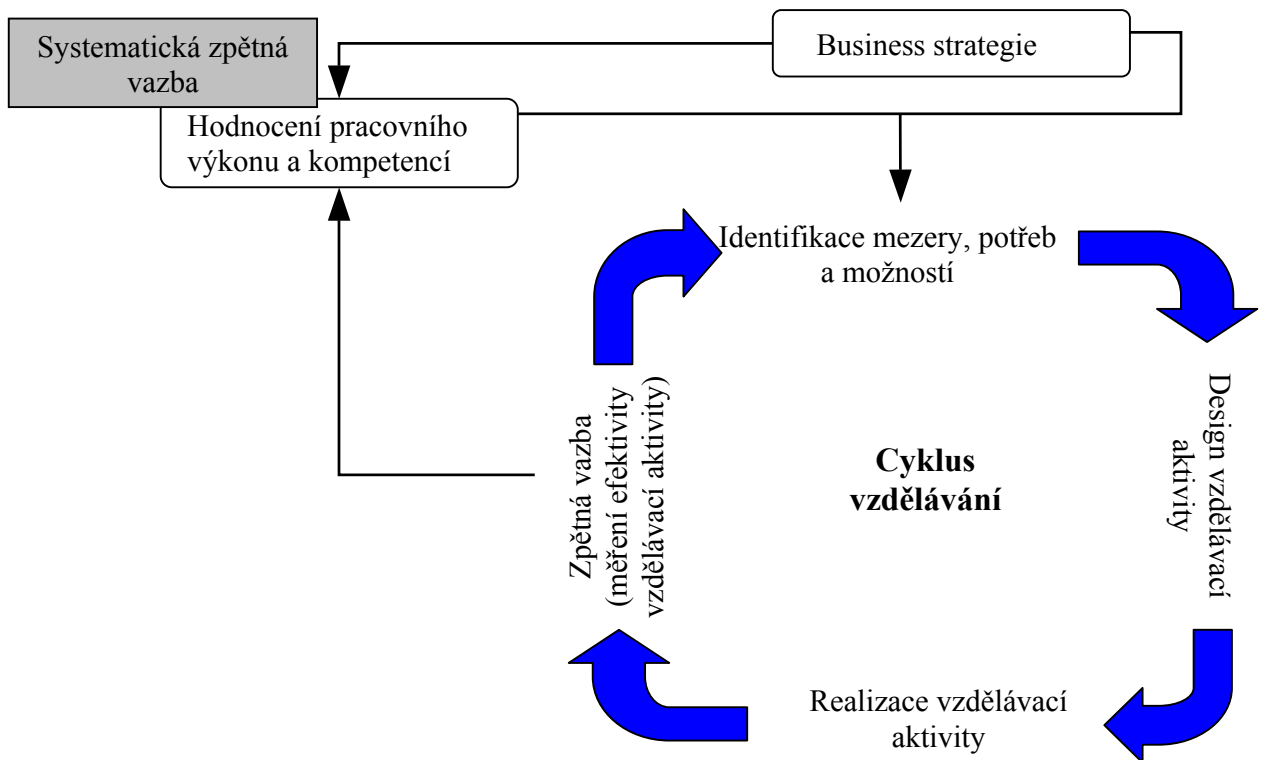 Systematická zpětná
vazba
Business strategie
Hodnocení pracovního
výkonu a kompetencí
Identifikace mezery, potřeb
a možností
Design vzdělávací
aktivity
Cyklus
vzdělávání
Zpětná vazba
(měření efektivity
vzdělávací aktivity)
Realizace vzdělávací
aktivity